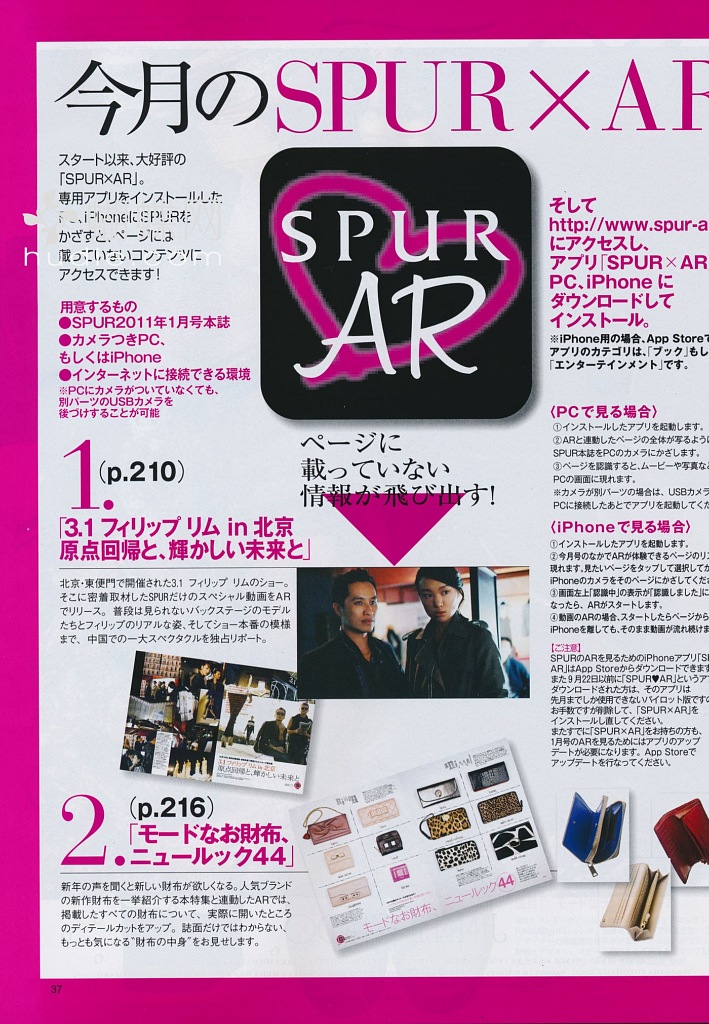 今月のSPUR×AR
スタート以来、大好評の
「SPUR×AR」。
専用アプリをインストールした
PC、iPhoneにSPURを
かざすと、ページには
載っていないコンテンツに
アクセスできます!
用意するもの
●SPUR2011年1月号本誌
●カメラつきPC、
もしくはiPhone
●インターネットに接続できる環境
※PCにカメラがついていなくても、
別パーツのUSBカメラを
後づけすることが可能
SPUR
AR
ページに
載っていない
情報が飛び出す!
そして
http://www.spur-a
にアクセスし、
アプリ「SPUR×AR
PC、iPhone に
ダウンロードして
インストール。
※iPhone用の場合、App Storeで
アプリのカテゴリは、「ブック」もし
「エンターテインメント」です。
〈PCで見る場合〉
①インストールしたアプリを起動します。
②ARと連動したページの全体が写るように
SPUR本誌をPCのカメラにかざします。
③ページを認識すると、ムービーや写真な
PCの画面に現れます。
※カメラが別パーツの場合は、USBカメラ
PCに接続したあとでアプリを起動してくだ
〈iPhoneで見る場合〉
①インストールしたアプリを起動します。
②今月号のなかでARが体験できるページのリ
現れます。見たいページをタップして選択してか
iPhoneのカメラをそのページにかざしてくださ
③画面左上「認識中」の表示が「認識しました」に
なったら、ARがスタートします。
④動画のARの場合、スタートしたらページから
iPhoneを離しても、そのまま動画が流れ続けま
【ご注意】
SPURのARを見るためのiPhoneアプリ「SP
AR」はApp Storeからダウンロードできます
また9月22日以前に「SPUR♥AR」というア
ダウンロードされた方は、そのアプリは
先月までしか使用できないパイロット版ですの
お手数ですが削除して、「SPUR×AR」を
インストールし直してください。
またすでに「SPUR×AR」をお持ちの方も、
1月号のARを見るためにはアプリのアップ
デートが必要になります。App Storeで
アップデートを行なってください。
1.(p.210)
「3.1 フィリップ リム in 北京
原点回帰と、輝かしい未来と」
北京・東便門で開催された3.1 フィリップ リムのショー。
そこに密着取材したSPURだけのスペシャル動画をAR
でリリース。普段は見られないバックステージのモデル
たちとフィリップのリアルな姿、そしてショー本番の模様
まで、中国での一大スペクタクルを独占リポート。
3.1 フィリップ リム in 北京
原点回帰と、輝かしい未来と
2.(p.216)
「モードなお財布、
ニュールック44」
新年の声を聞くと新しい財布が欲しくなる。人気ブランド
の新作財布を一挙紹介する本特集と連動したARでは、
掲載したすべての財布について、実際に開いたところ
のディテールカットをアップ。誌面だけではわからない、
もっとも気になる“財布の中身”をお見せします。
モードなお財布、ニュールック44
37